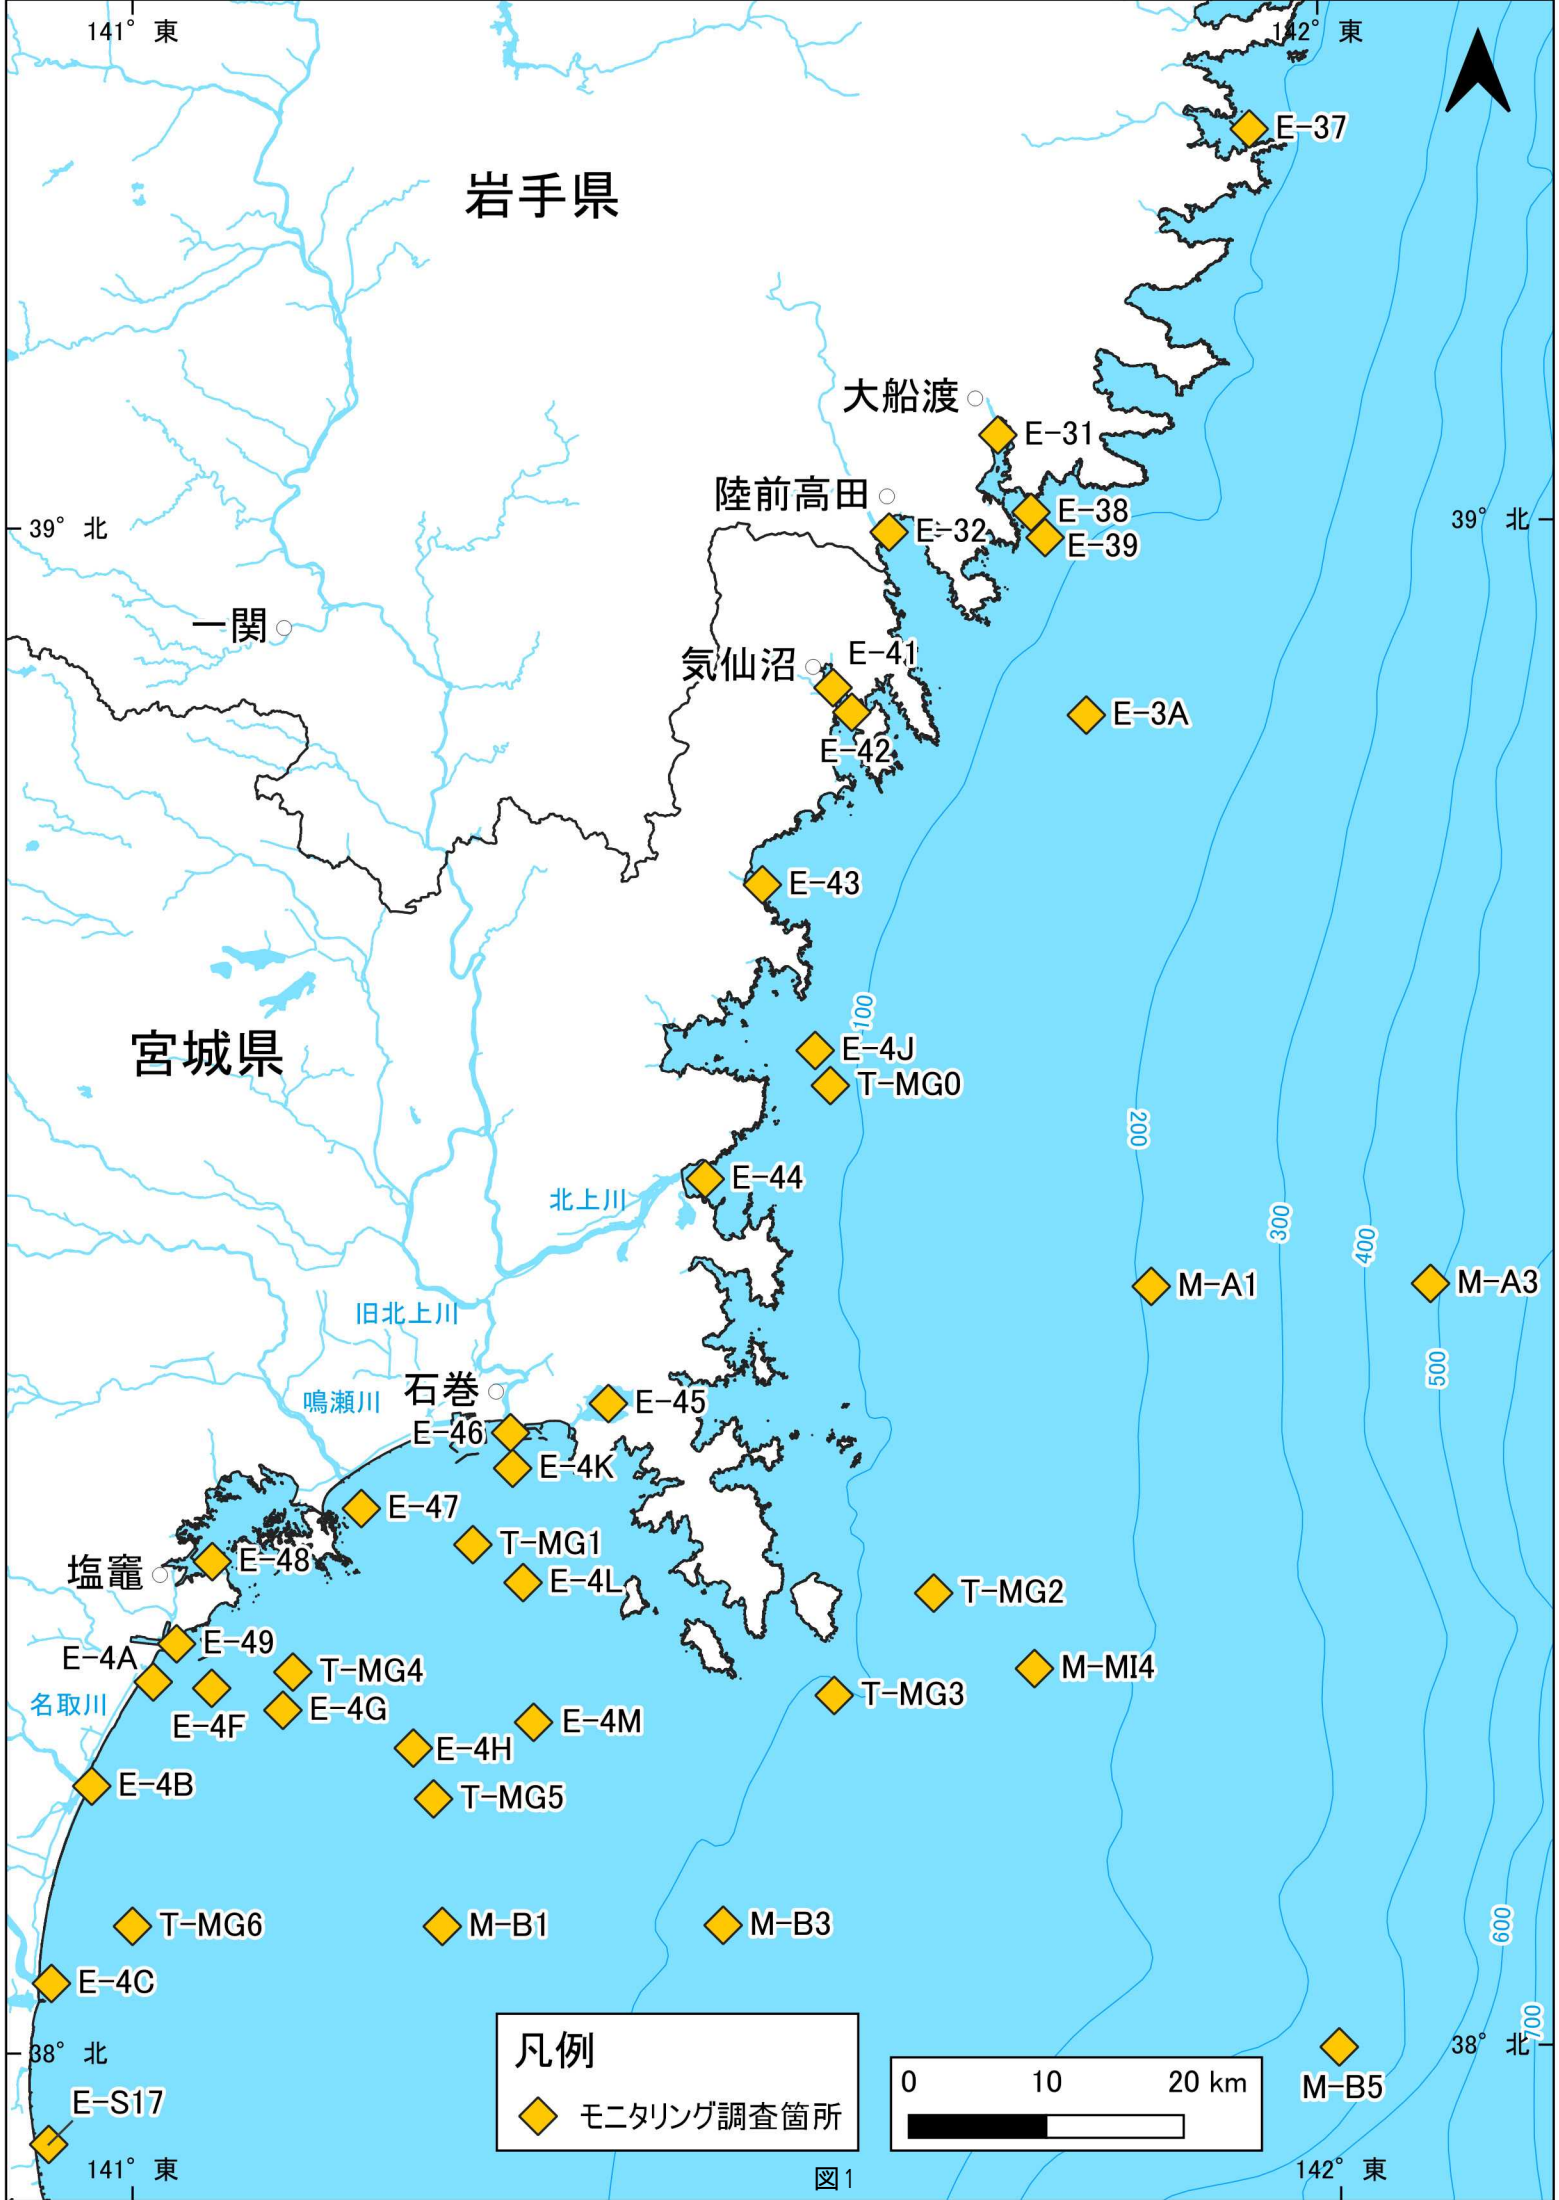 141° 東
142° 東
E-37
岩手県
大船渡
E-31
陸前高田
E-38
39° 北
E-32
39° 北
E-39
一関
E-41
気仙沼
E-3A
E-42
E-43
100
宮城県
E-4J
T-MG0
200
E-44
北上川
300
400
M-A1
M-A3
旧北上川
500
石巻
鳴瀬川
E-45
E-46
E-4K
E-47
T-MG1
E-48
塩竈
E-4L
T-MG2
E-49
E-4A
T-MG4
M-MI4
名取川
T-MG3
E-4G
E-4F
E-4M
E-4H
E-4B
T-MG5
T-MG6
M-B1
M-B3
600
E-4C
700
38° 北
38° 北
凡例
モニタリング調査箇所
0 10 20 km
M-B5
E-S17
141° 東
142° 東
図1